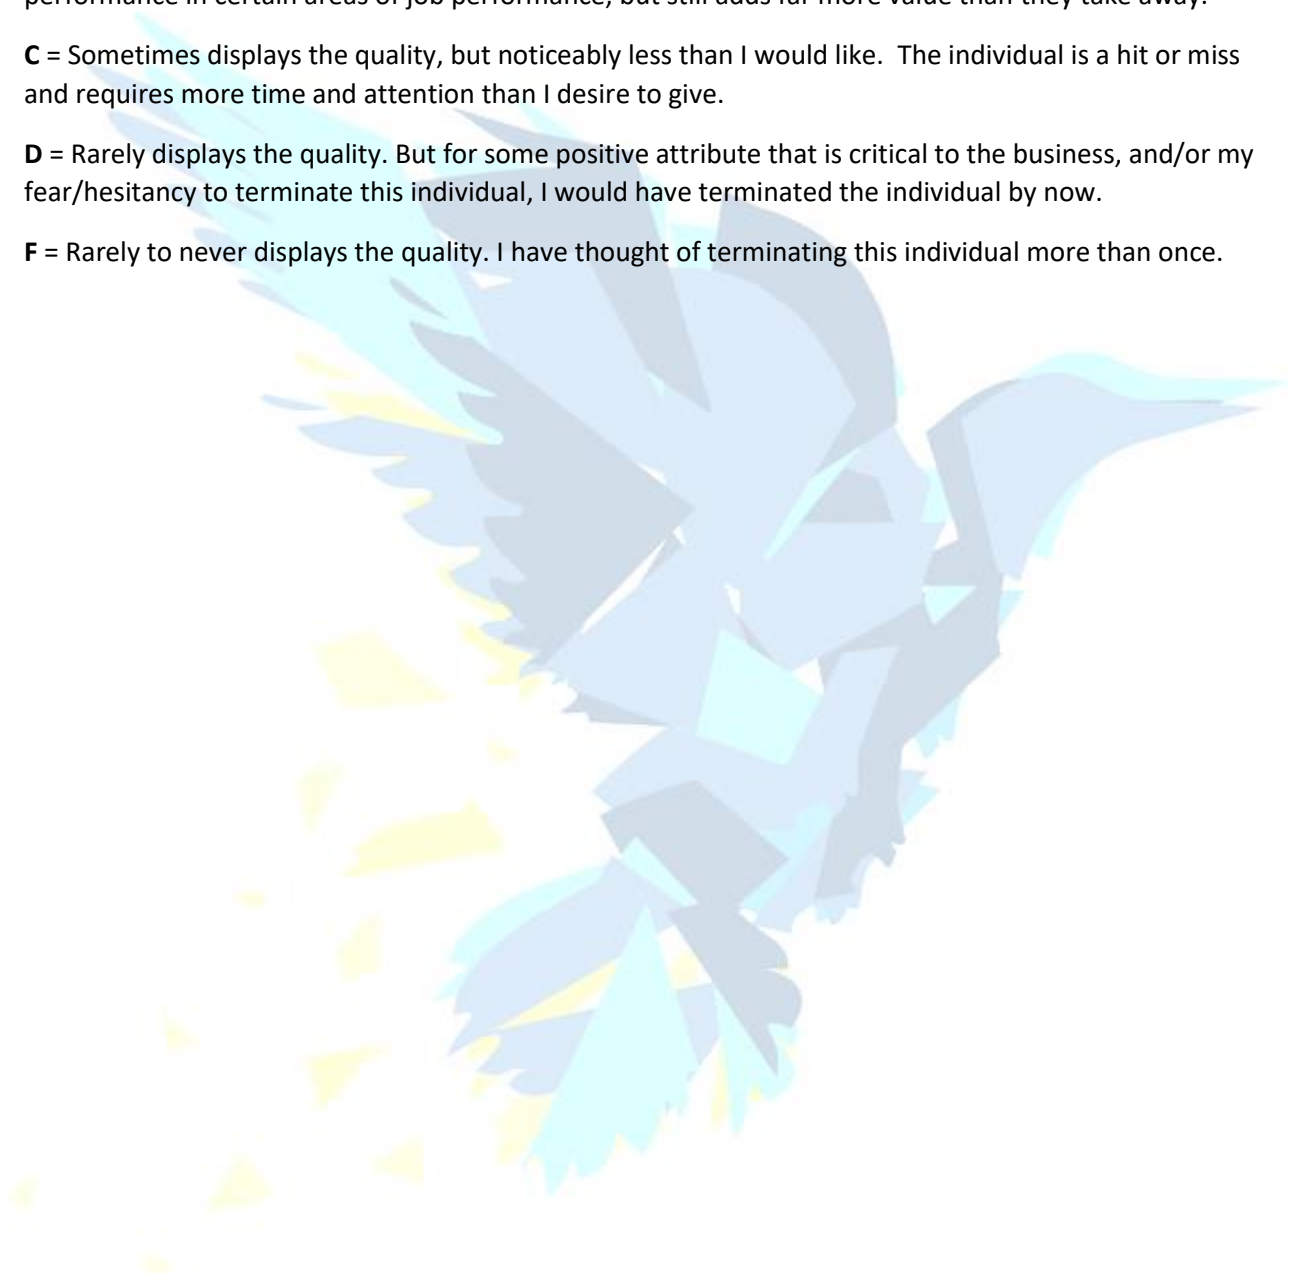 performance in certain areas of job performance, but still adds far more value than they take away.
C = Sometimes displays the quality, but noticeably less than I would like.  The individual is a hit or miss
and requires more time and attention than I desire to give.
D = Rarely displays the quality. But for some positive attribute that is critical to the business, and/or my
fear/hesitancy to terminate this individual, I would have terminated the individual by now.
F = Rarely to never displays the quality. I have thought of terminating this individual more than once.